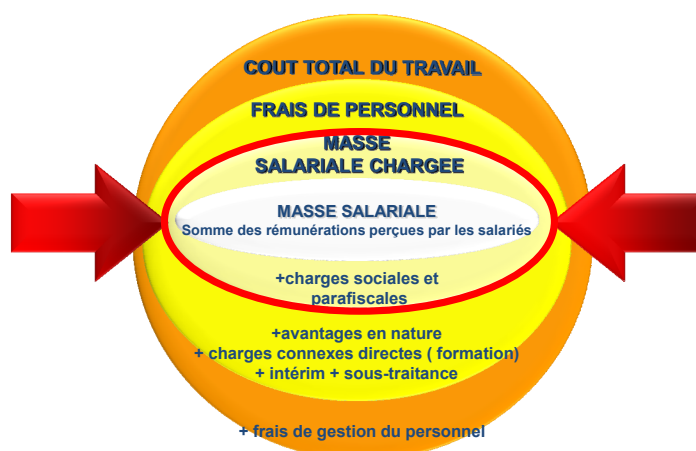 COUT TOTAL DU TRAVAIL
FRAIS DE PERSONNEL
MASSE
SALARIALE CHARGEE
MASSE SALARIALE
Somme des rémunérations perçues par les salariés
+charges sociales et
parafiscales
+avantages en nature
+ charges connexes directes ( formation)
+ intérim + sous-traitance
+ frais de gestion du personnel